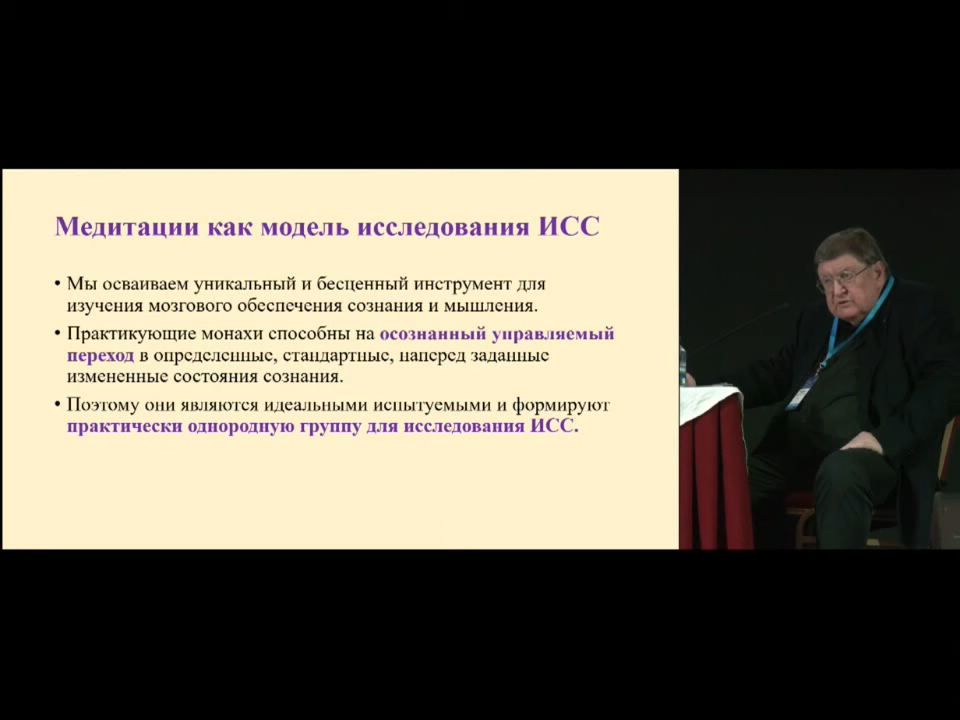 Медитации как модель исследования ИСС
• Мы осваиваем уникальный и бесценный инструмент для
изучения мозгового обеспечения сознания и мышления.
• Практикующие монахи способны на осознанный управляемый
переход в определенные, стандартные, наперед заданные
измененные состояния сознания.
• Поэтому они являются идеальными испытуемыми и формируют
практически однородную группу для исследования ИСС.